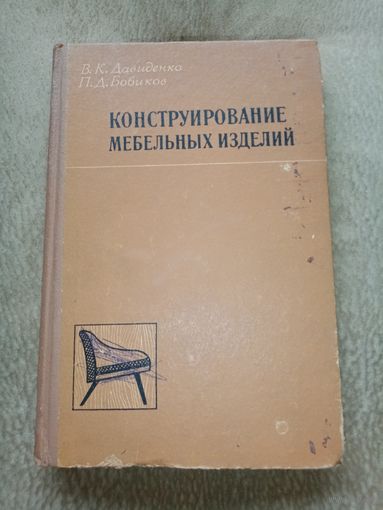 В. К. Давиденко
П. Д. Бобиков
КОНСТРУИРОВАНИЕ
МЕБЕЛЬНЫХ ИЗДЕЛИЙ